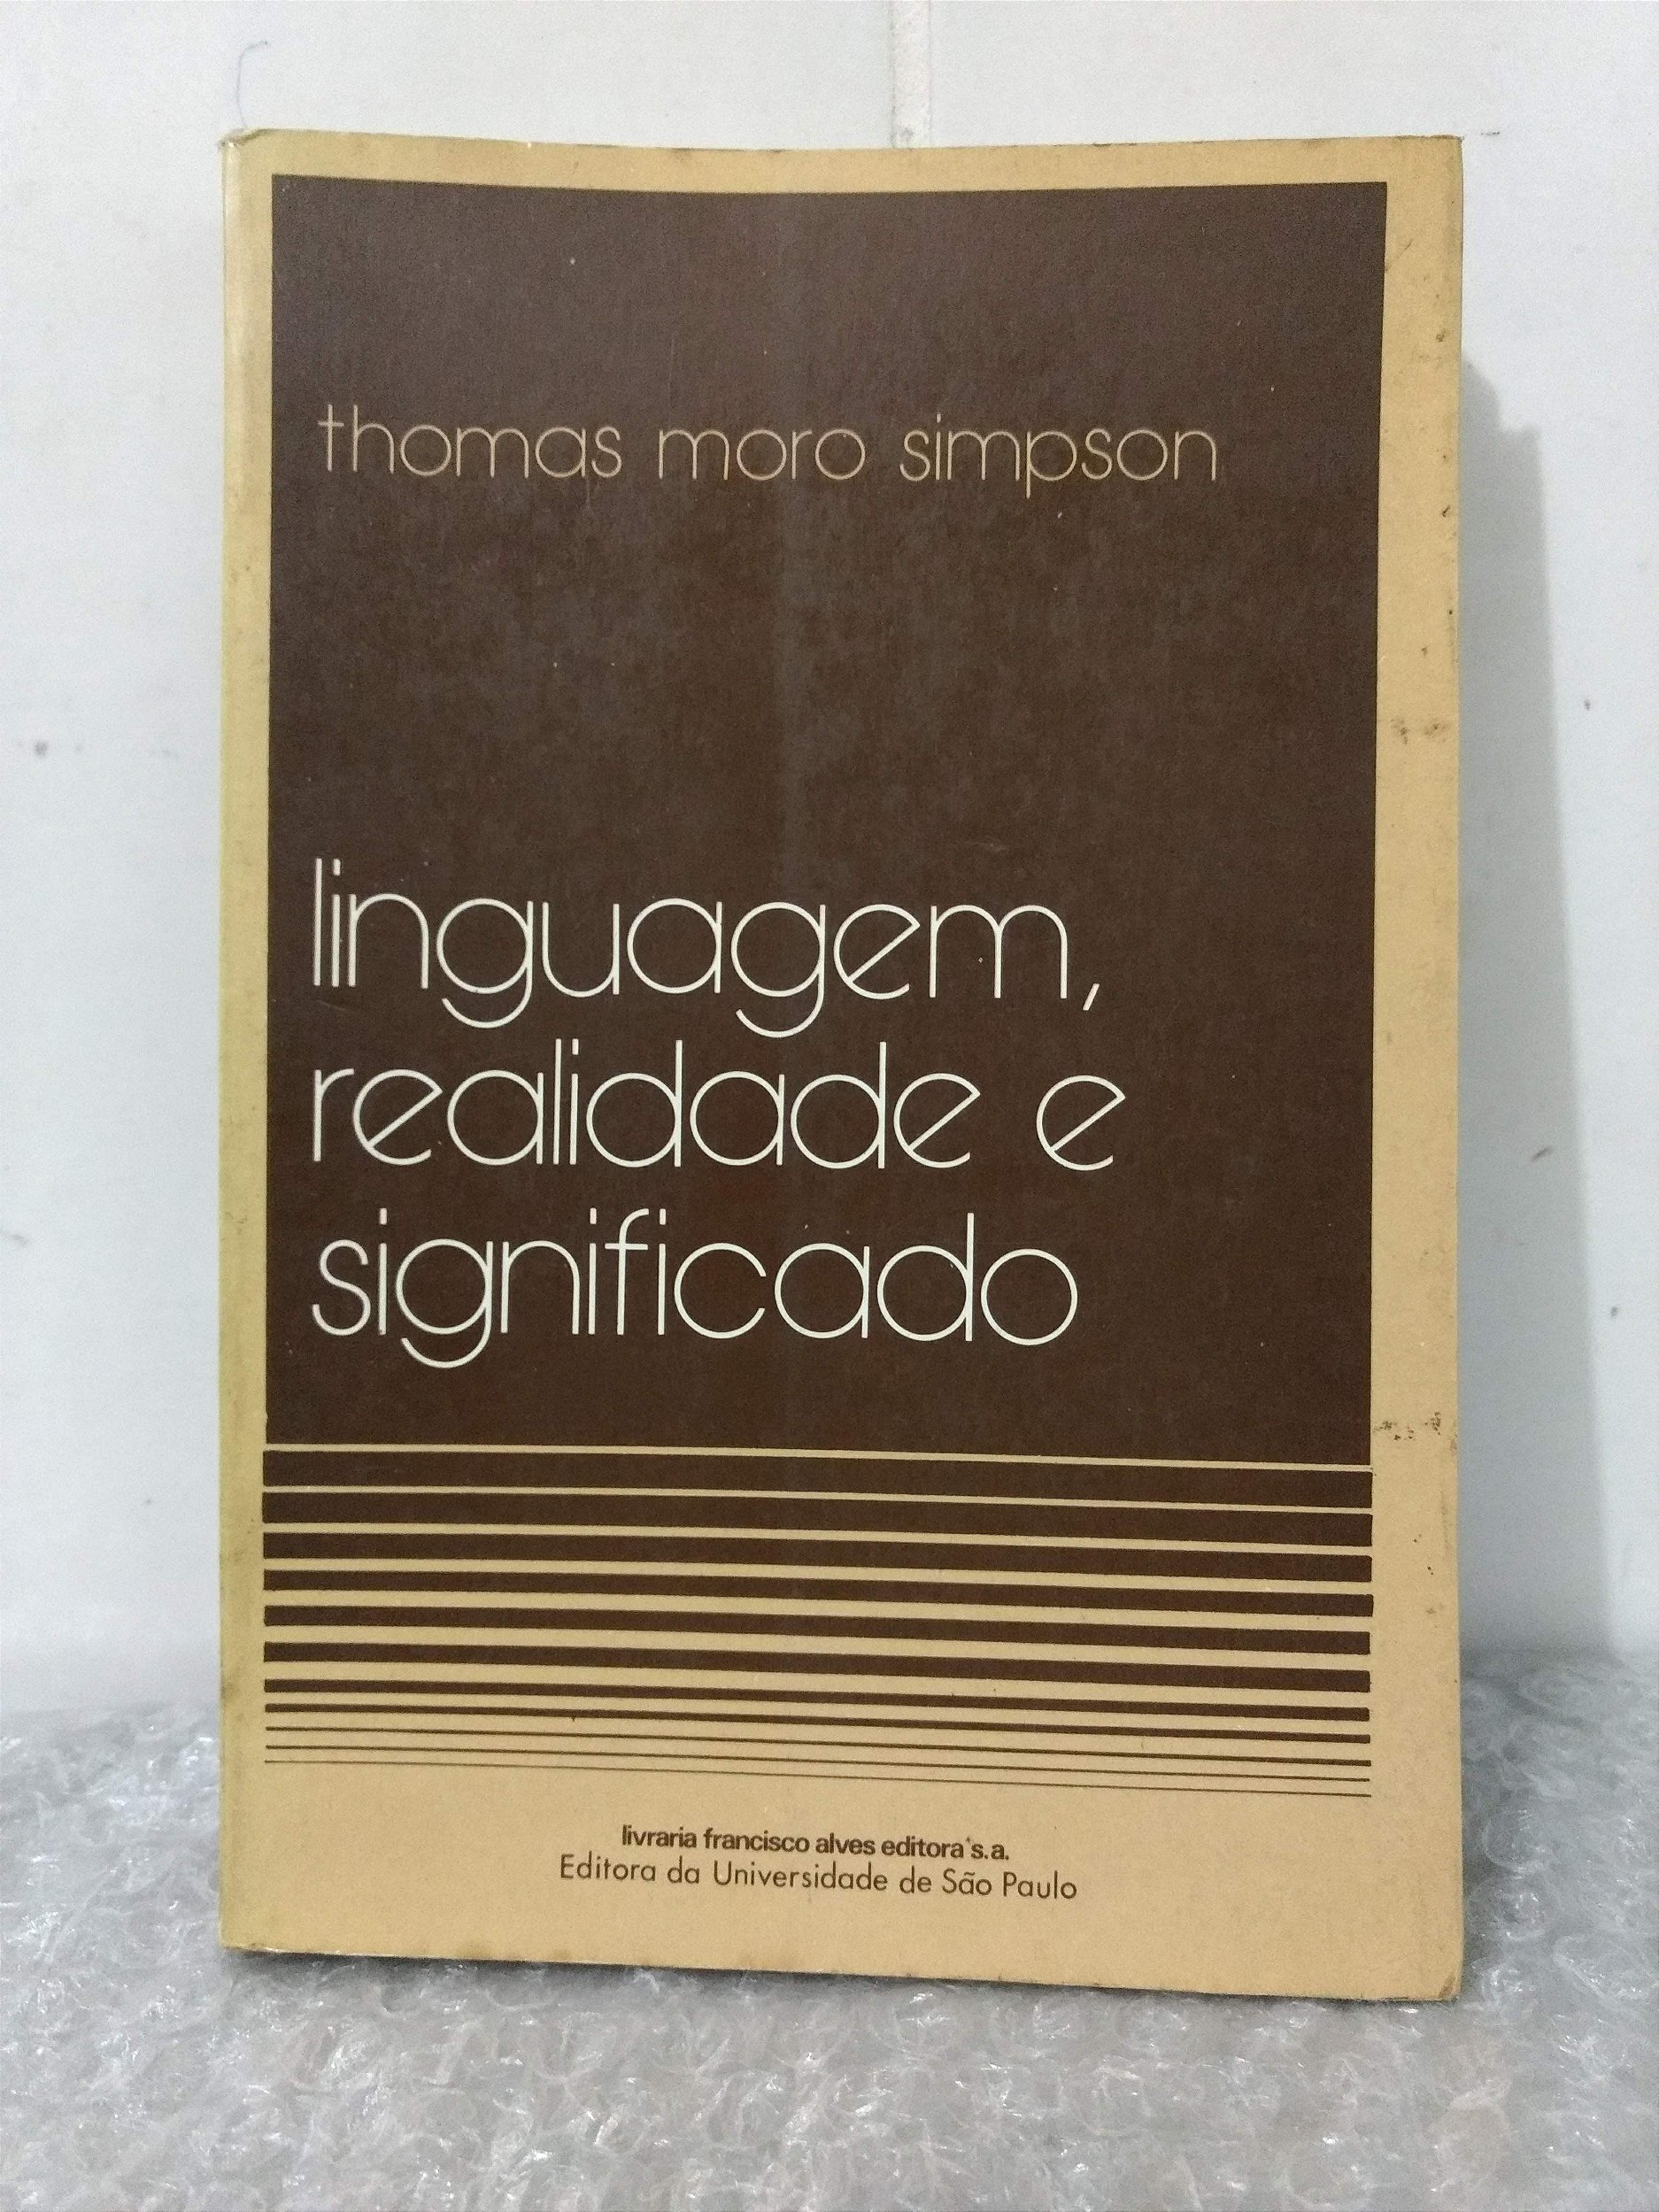 thomas moro simpson
linguagem,
realidade e
significado
livraria francisco alves editora s.a.
Editora da Universidade de São Paulo